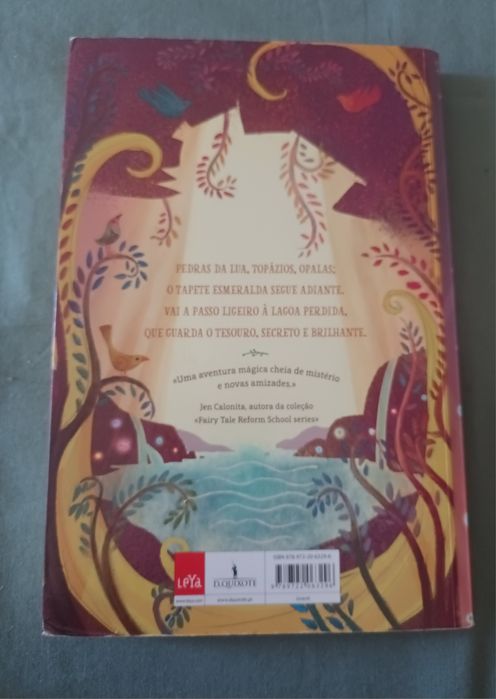 PEDRAS DA LUA, TOPÁZIOS, OPALAS;
O TAPETE ESMERALDA SEGUE ADIANTE.
VAI A PASSO LIGEIRO À LAGOA PERDIDA,
QUE GUARDA O TESOURO, SECRETO E BRILHANTE.
«Uma aventura mágica cheia de mistério
e novas amizades.»
Jen Calonita, autora da coleção
«Fairy Tale Reform School series»
LeYa
D.QUIXOTE